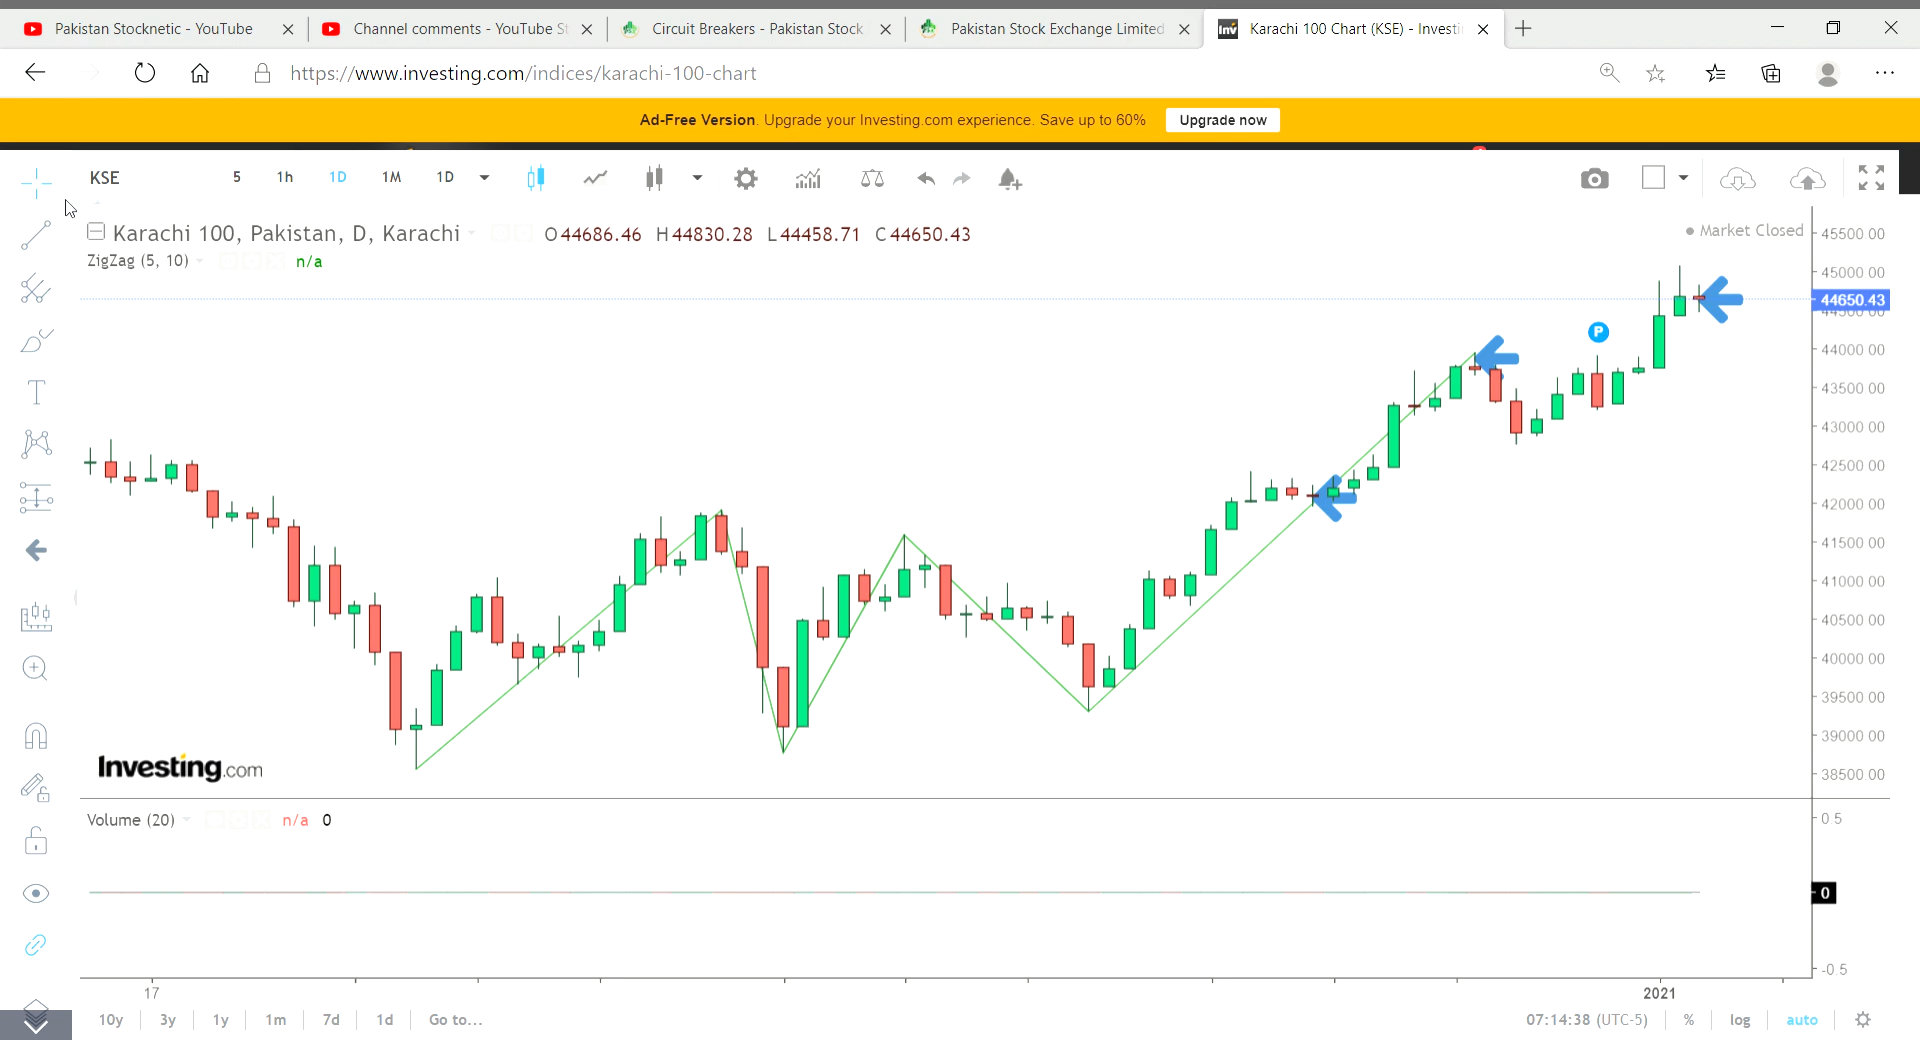 Pakistan Stocknetic - YouTube
Channel comments - YouTube St
Circuit Breakers - Pakistan Stock
Pakistan Stock Exchange Limited
Karachi 100 Chart (KSE) - Investi
https://www.investing.com/indices/karachi-100-chart
Ad-Free Version. Upgrade your Investing.com experience. Save up to 60%
Upgrade now
KSE 5 1h 1D 1M 1D
Karachi 100, Pakistan, D, Karachi O44686.46 H44830.28 L44458.71 C44650.43
Market Closed
ZigZag (5, 10) n/a
45500 00
45000 00
44650.43
44500 00
44000 00
43500 00
43000 00
42500 00
42000 00
41500 00
41000 00
40500 00
40000 00
39500 00
39000 00
38500 00
P
T
Investing.com
Volume (20) n/a 0
0 5
0
-0 5
17
2021
10y 3y 1y 1m 7d 1d Go to...
07:14:38 (UTC-5) % log auto